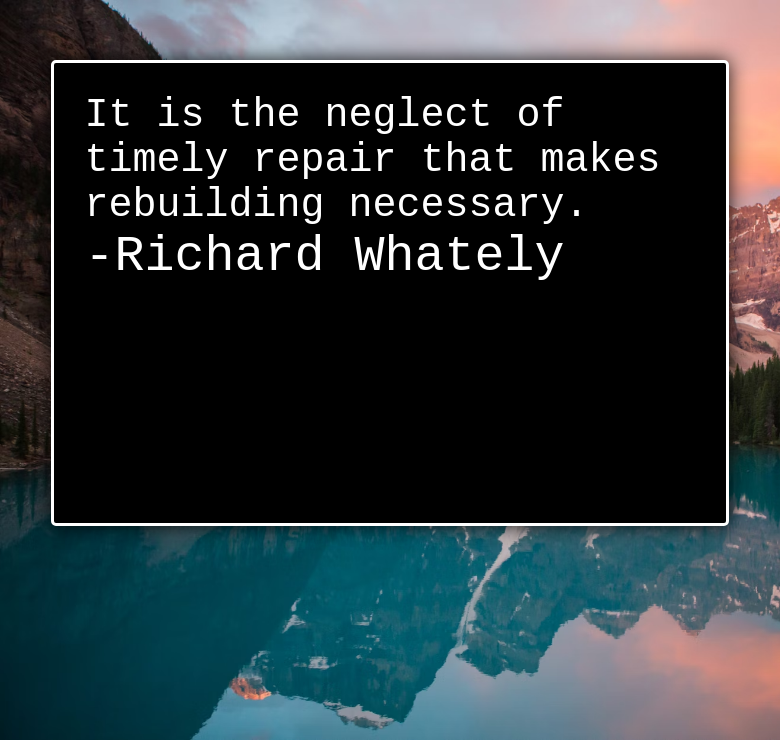 It is the neglect of
timely repair that makes
rebuilding necessary.
-Richard Whately